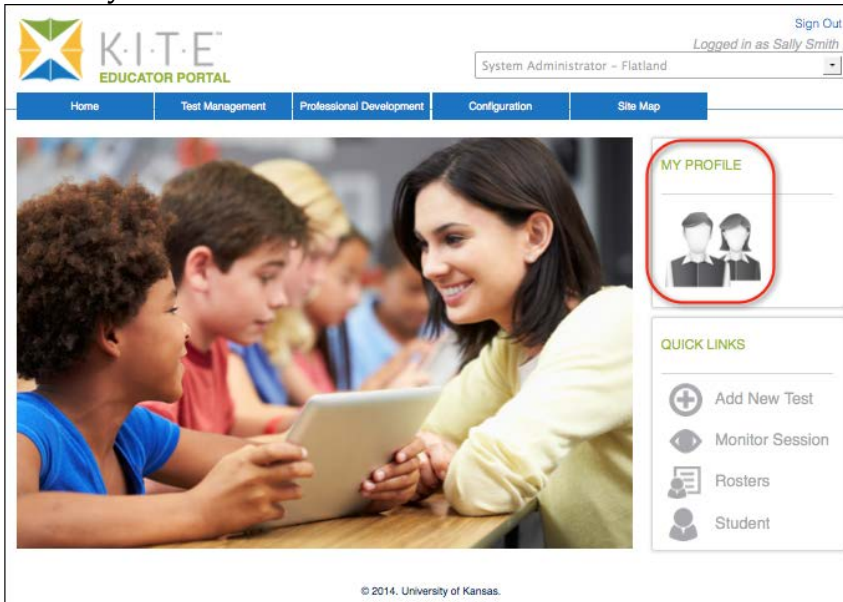 Sign Out
Logged in as Sally Smith
K·I·T·E™
EDUCATOR PORTAL
System Administrator – Flatland
Home Test Management Professional Development Configuration Site Map
MY PROFILE
QUICK LINKS
Add New Test
Monitor Session
Rosters
Student
© 2014. University of Kansas.